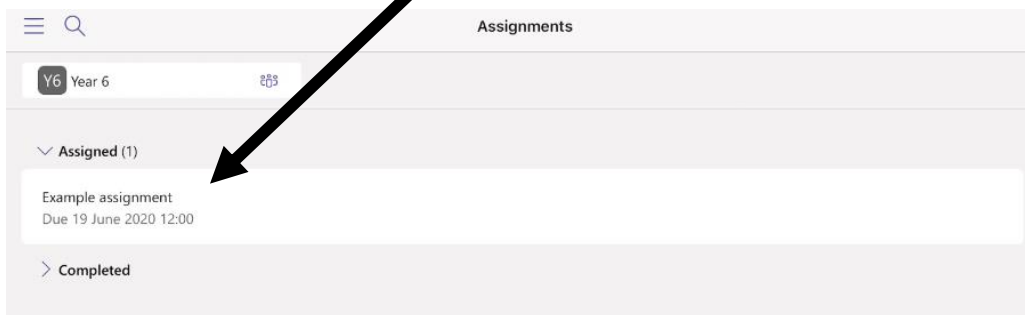 Assignments
Y6 Year 6
Assigned (1)
Example assignment
Due 19 June 2020 12:00
Completed